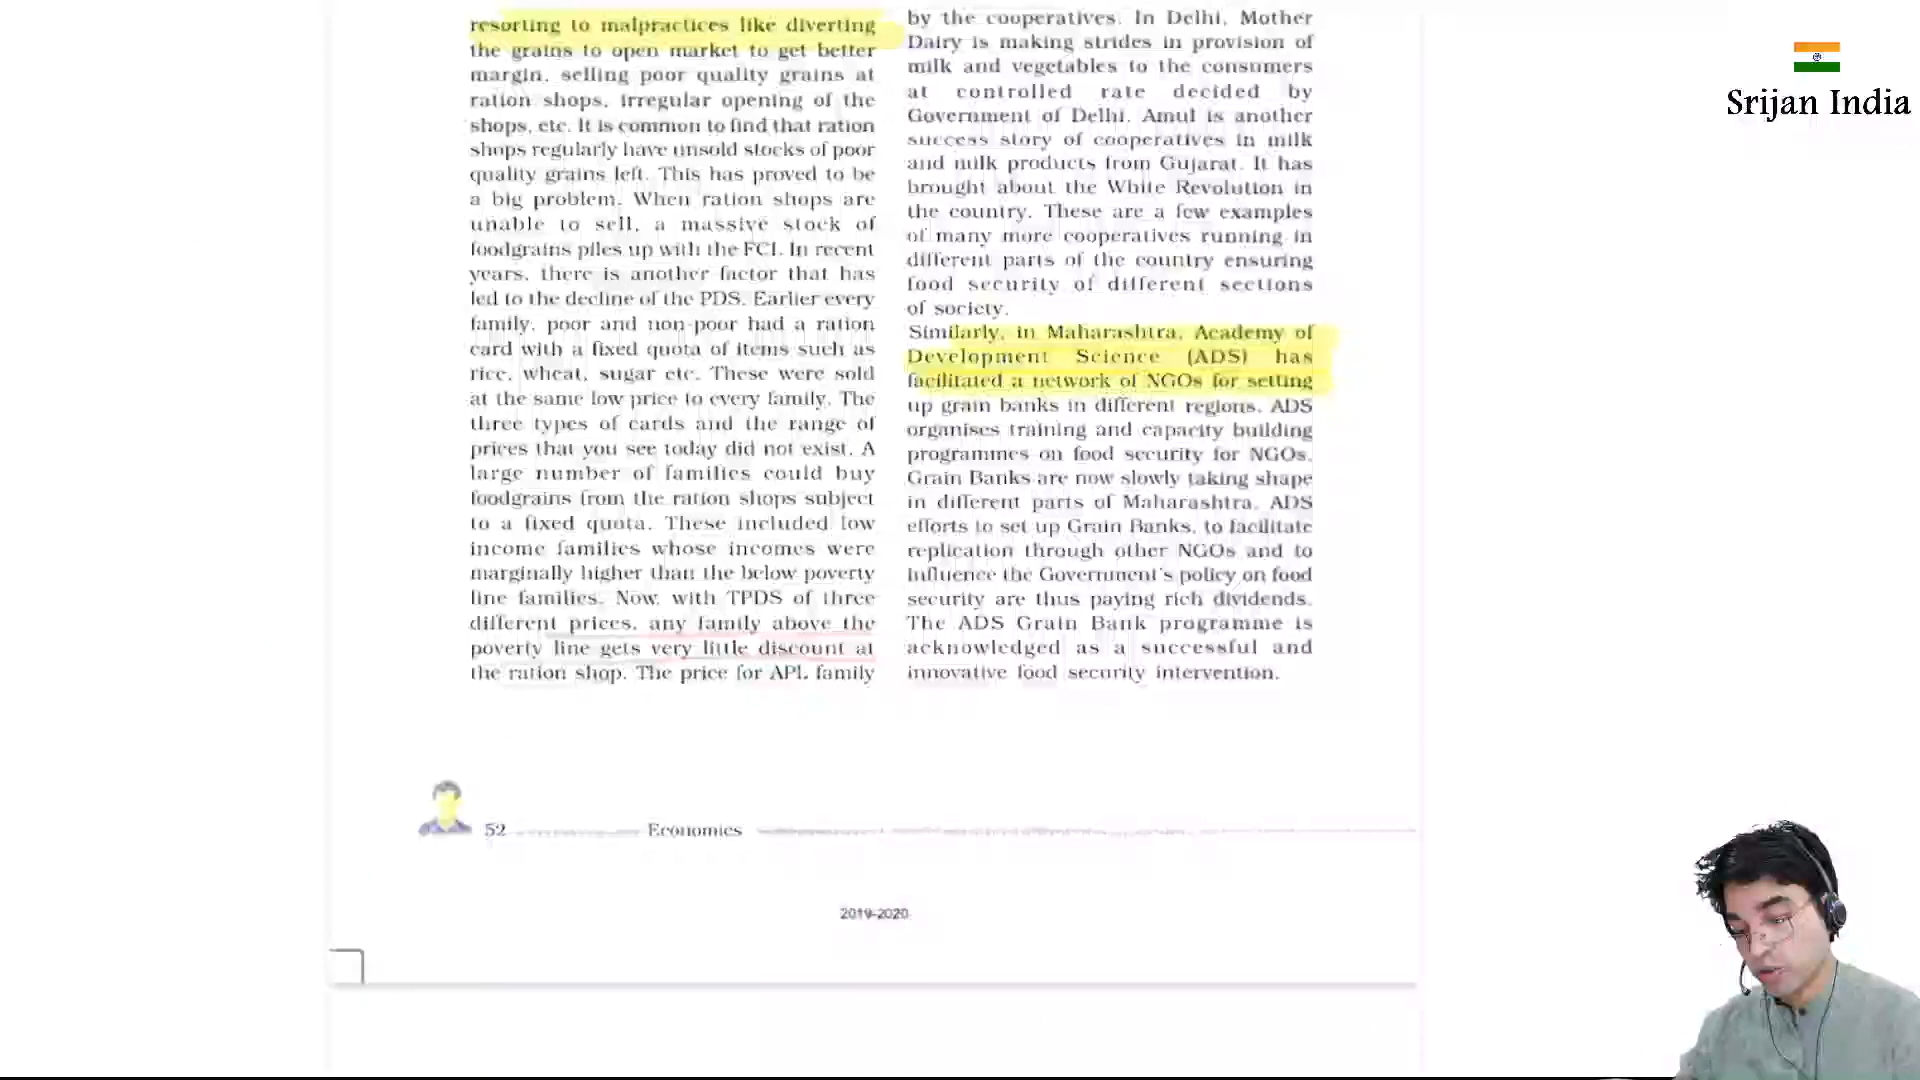 resorting to malpractices like diverting
the grains to open market to get better
margin, selling poor quality grains at
ration shops, irregular opening of the
shops, etc. It is common to find that ration
shops regularly have unsold stocks of poor
quality grains left. This has proved to be
a big problem. When ration shops are
unable to sell, a massive stock of
foodgrains piles up with the FCI. In recent
years, there is another factor that has
led to the decline of the PDS. Earlier every
family, poor and non-poor had a ration
card with a fixed quota of items such as
rice, wheat, sugar etc. These were sold
at the same low price to every family. The
three types of cards and the range of
prices that you see today did not exist. A
large number of families could buy
foodgrains from the ration shops subject
to a fixed quota. These included low
income families whose incomes were
marginally higher than the below poverty
line families. Now, with TPDS of three
different prices, any family above the
poverty line gets very little discount at
the ration shop. The price for APL family
by the cooperatives. In Delhi, Mother
Dairy is making strides in provision of
milk and vegetables to the consumers
at controlled rate decided by
Government of Delhi. Amul is another
success story of cooperatives in milk
and milk products from Gujarat. It has
brought about the White Revolution in
the country. These are a few examples
of many more cooperatives running in
different parts of the country ensuring
food security of different sections
of society.
Similarly, in Maharashtra, Academy of
Development Science (ADS) has
facilitated a network of NGOs for setting
up grain banks in different regions. ADS
organises training and capacity building
programmes on food security for NGOs.
Grain Banks are now slowly taking shape
in different parts of Maharashtra. ADS
efforts to set up Grain Banks, to facilitate
replication through other NGOs and to
influence the Government's policy on food
security are thus paying rich dividends.
The ADS Grain Bank programme is
acknowledged as a successful and
innovative food security intervention.
52 Economics
2019-2020
Srijan India